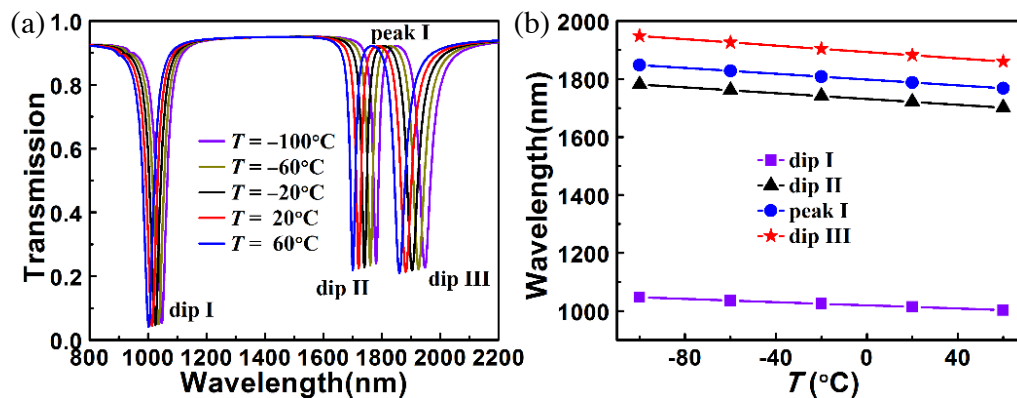 (a)
Transmission
1.0
0.8
0.6
0.4
0.2
0.0
peak I
T = −100°C
T = −60°C
T = −20°C
T = 20°C
T = 60°C
dip I
dip II
dip III
800 1000 1200 1400 1600 1800 2000 2200
Wavelength(nm)
(b)
Wavelength(nm)
2000
1800
1600
1400
1200
1000
dip I
dip II
peak I
dip III
-80 -40 0 40
T (°C)